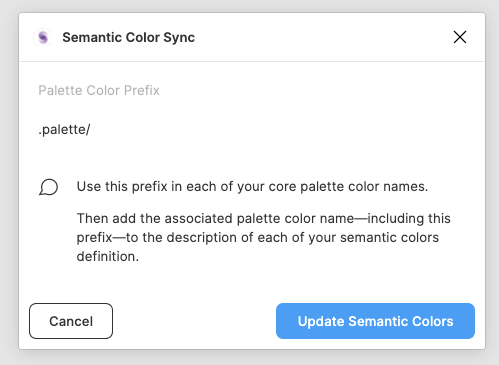 Semantic Color Sync
Palette Color Prefix
.palette/
Use this prefix in each of your core palette color names.
Then add the associated palette color name—including this
prefix—to the description of each of your semantic colors
definition.
Cancel
Update Semantic Colors